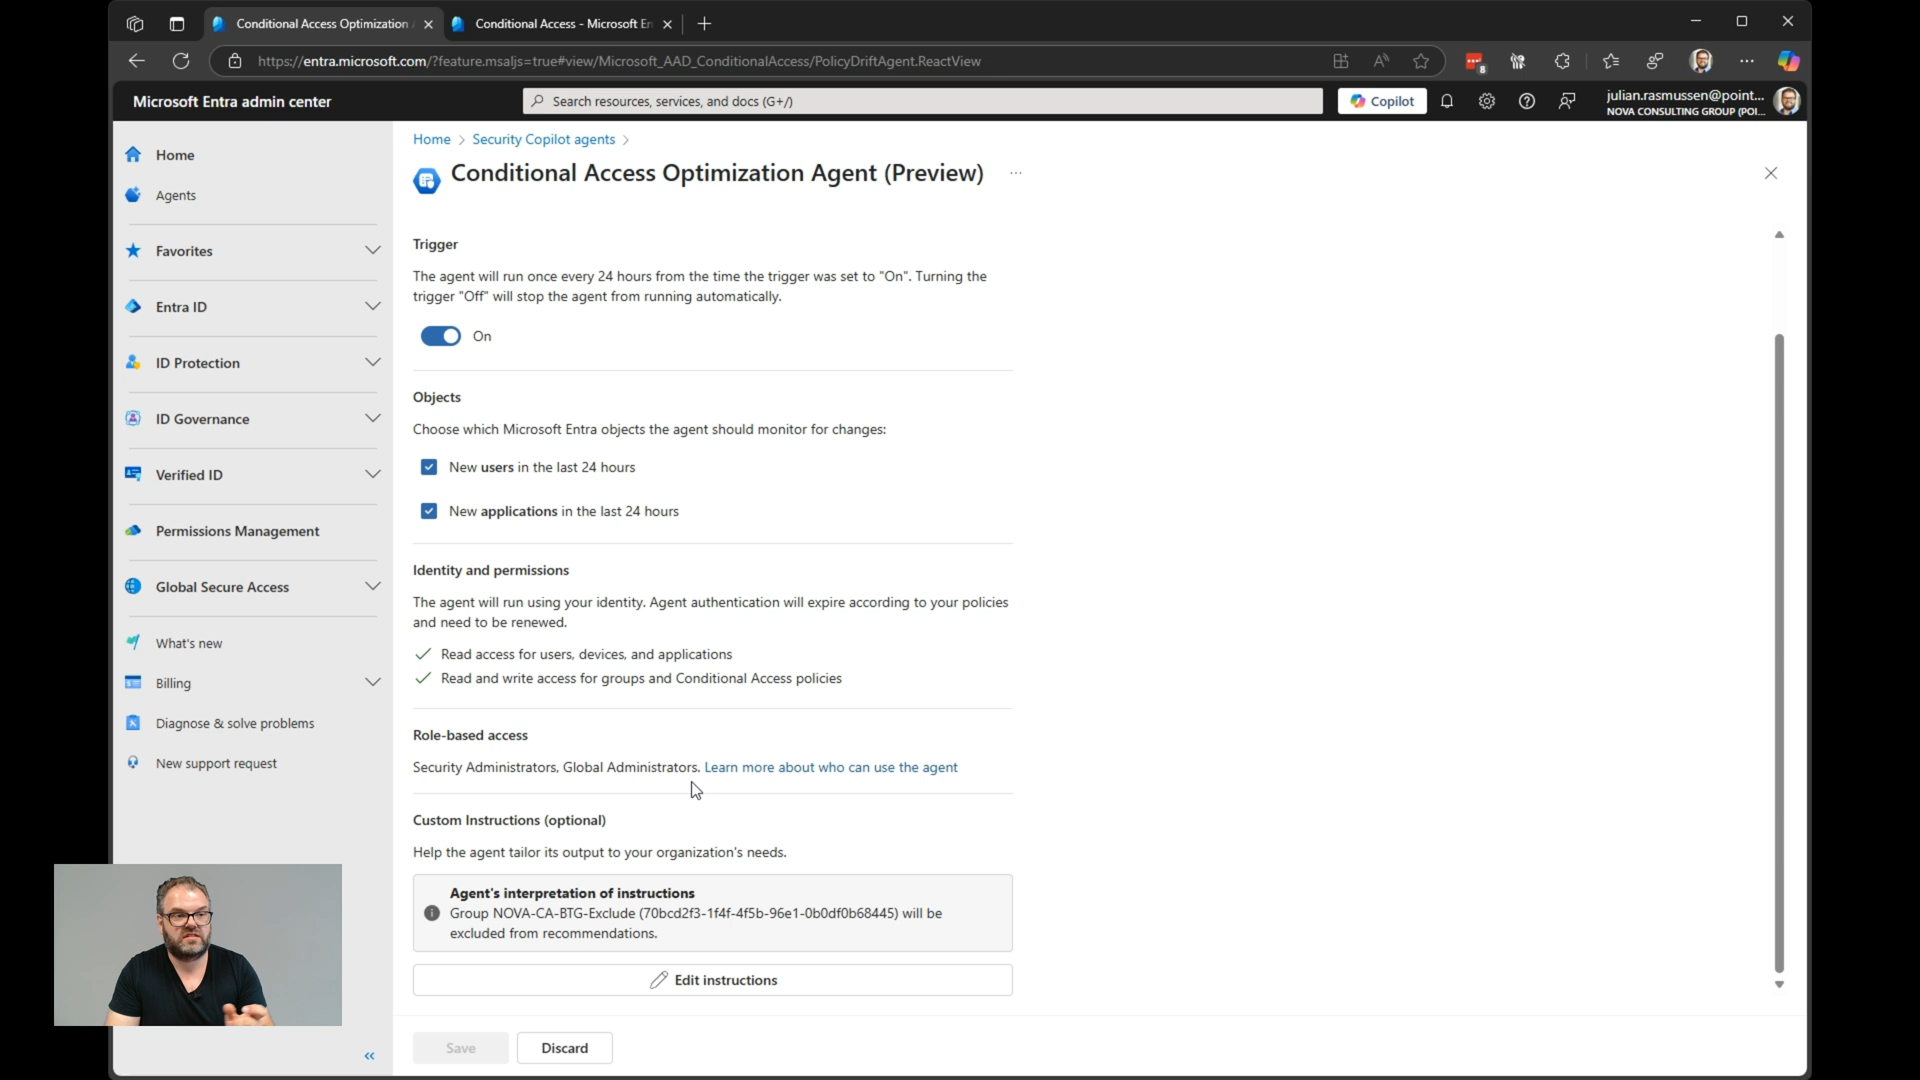 Conditional Access Optimization
Conditional Access - Microsoft En
https://entra.microsoft.com/?feature.msaljs=true#view/Microsoft_AAD_ConditionalAccess/PolicyDriftAgent.ReactView
8
Microsoft Entra admin center
Search resources, services, and docs (G+/)
Copilot
julian.rasmussen@point...
NOVA CONSULTING GROUP (POI...
Home
Agents
Favorites
Entra ID
ID Protection
ID Governance
Verified ID
Permissions Management
Global Secure Access
What's new
Billing
Diagnose & solve problems
New support request
Home > Security Copilot agents >
Conditional Access Optimization Agent (Preview) ...
Trigger
The agent will run once every 24 hours from the time the trigger was set to "On". Turning the
trigger "Off" will stop the agent from running automatically.
On
Objects
Choose which Microsoft Entra objects the agent should monitor for changes:
New users in the last 24 hours
New applications in the last 24 hours
Identity and permissions
The agent will run using your identity. Agent authentication will expire according to your policies
and need to be renewed.
Read access for users, devices, and applications
Read and write access for groups and Conditional Access policies
Role-based access
Security Administrators, Global Administrators. Learn more about who can use the agent
Custom Instructions (optional)
Help the agent tailor its output to your organization's needs.
Agent's interpretation of instructions
Group NOVA-CA-BTG-Exclude (70bcd2f3-1f4f-4f5b-96e1-0b0df0b68445) will be
excluded from recommendations.
Edit instructions
Save
Discard